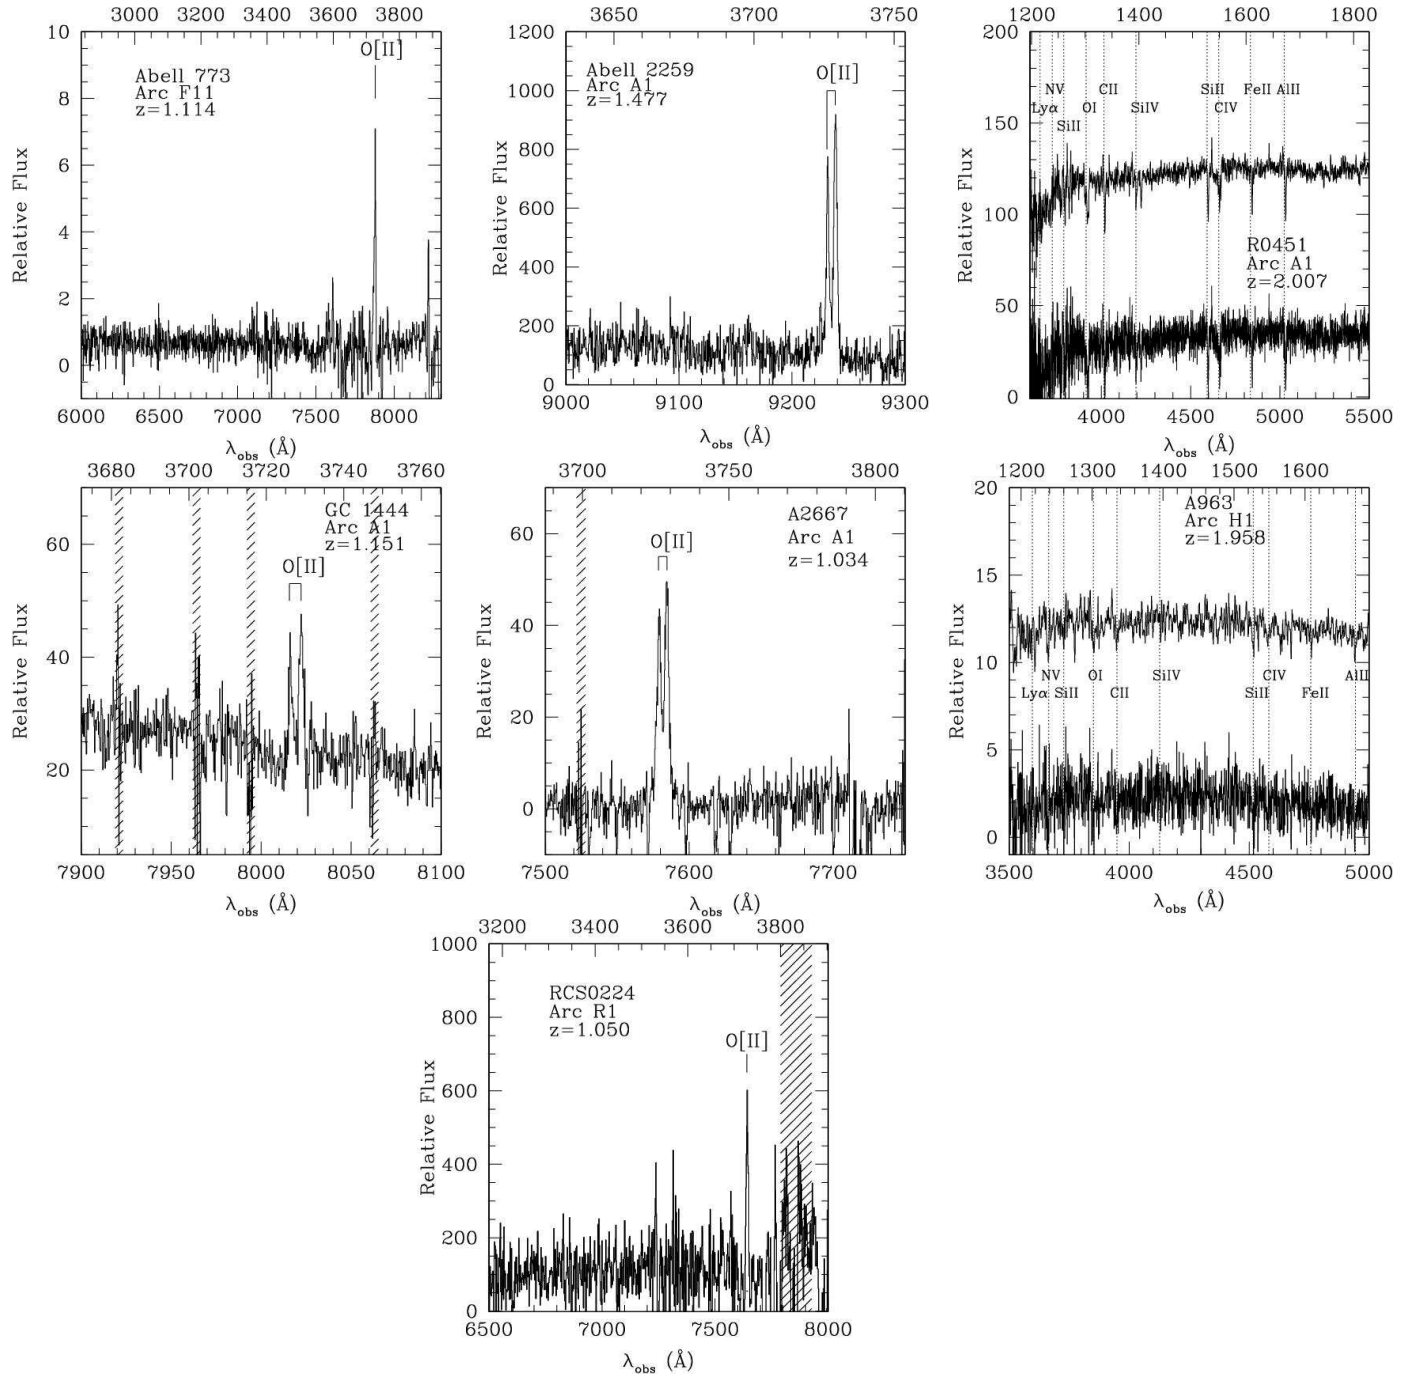 3000 3200 3400 3600 3800
10
8
6
4
2
0
Relative Flux
Abell 773
Arc F11
z=1.114
O[II]
6000 6500 7000 7500 8000
λobs (Å)
3650 3700 3750
1200
1000
800
600
400
200
0
Relative Flux
Abell 2259
Arc A1
z=1.477
O[II]
9000 9100 9200 9300
λobs (Å)
1200 1400 1600 1800
200
150
100
50
0
Relative Flux
NV CII SiII FeII AlII
Lyα OI SiIV CIV
SiII
R0451
Arc A1
z=2.007
4000 4500 5000 5500
λobs (Å)
3680 3700 3720 3740 3760
60
40
20
Relative Flux
GC 1444
Arc A1
z=1.151
O[II]
7900 7950 8000 8050 8100
λobs (Å)
3700 3750 3800
60
40
20
0
Relative Flux
A2667
Arc A1
z=1.034
O[II]
7500 7600 7700
λobs (Å)
1200 1300 1400 1500 1600
20
15
10
5
0
Relative Flux
A963
Arc H1
z=1.958
NV OI SiIV CIV AlII
Lyα SiII CII SiII FeII
3500 4000 4500 5000
λobs (Å)
3200 3400 3600 3800
1000
800
600
400
200
0
Relative Flux
RCS0224
Arc R1
z=1.050
O[II]
6500 7000 7500 8000
λobs (Å)